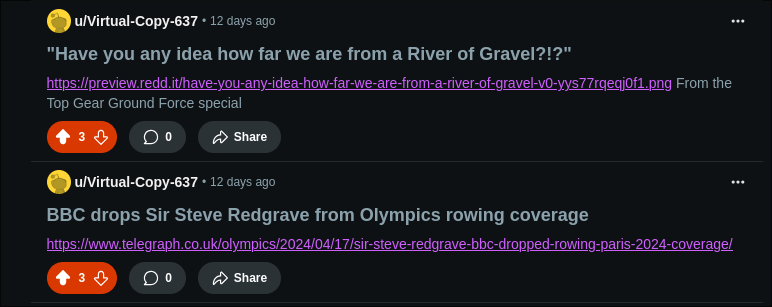 u/Virtual-Copy-637 • 12 days ago
"Have you any idea how far we are from a River of Gravel?!?"
https://preview.redd.it/have-you-any-idea-how-far-we-are-from-a-river-of-gravel-v0-yys77rqeqj0f1.png From the
Top Gear Ground Force special
3 0 Share
u/Virtual-Copy-637 • 12 days ago
BBC drops Sir Steve Redgrave from Olympics rowing coverage
https://www.telegraph.co.uk/olympics/2024/04/17/sir-steve-redgrave-bbc-dropped-rowing-paris-2024-coverage/
3 0 Share